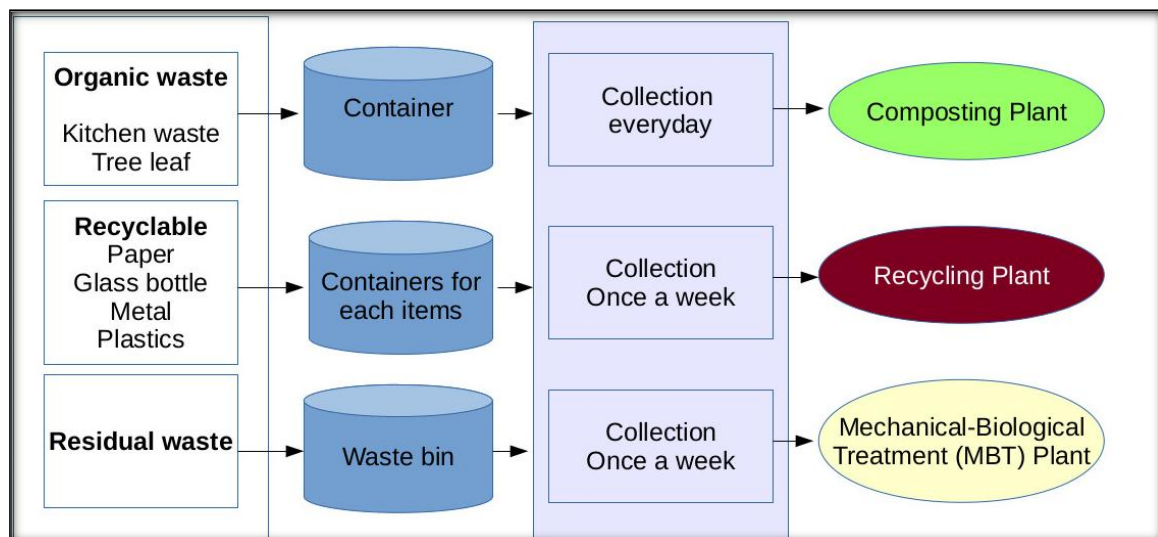 Organic waste
Kitchen waste
Tree leaf
Container
Collection
everyday
Composting Plant
Recyclable
Paper
Glass bottle
Metal
Plastics
Containers for
each items
Collection
Once a week
Recycling Plant
Residual waste
Waste bin
Collection
Once a week
Mechanical-Biological
Treatment (MBT) Plant